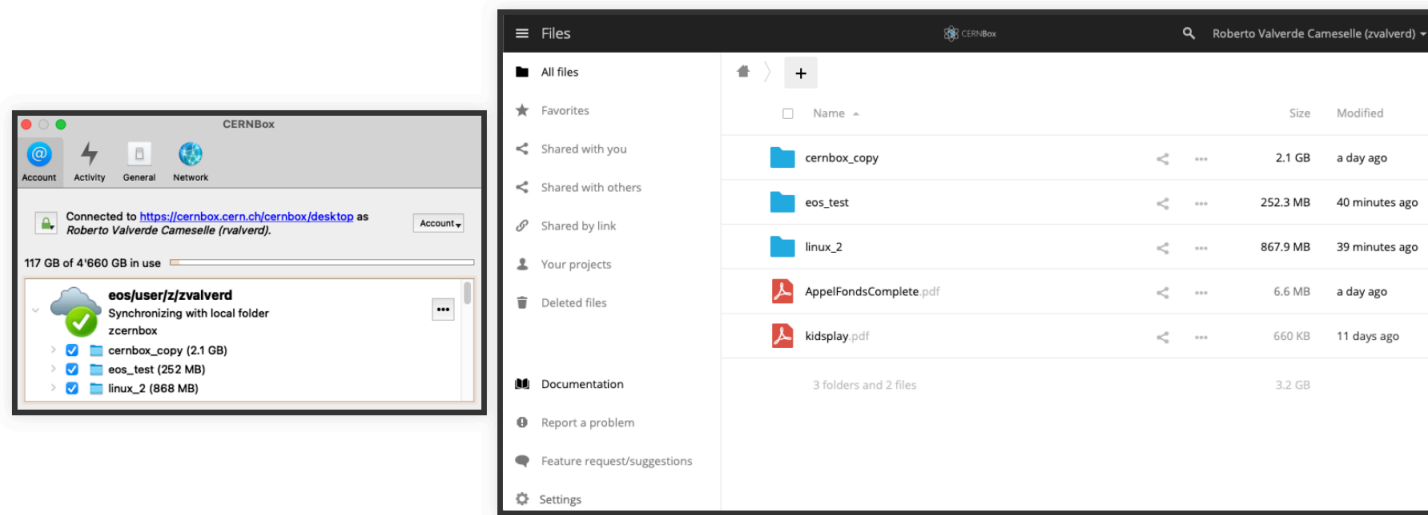 CERNBox
Account Activity General Network
Connected to https://cernbox.cern.ch/cernbox/desktop as
Roberto Valverde Cameselle (rvalverd).
Account
117 GB of 4'660 GB in use
eos/user/z/zvalverd
Synchronizing with local folder
zcernbox
cernbox_copy (2.1 GB)
eos_test (252 MB)
linux_2 (868 MB)
Files
CERNBox
Roberto Valverde Cameselle (zvalverd)
All files
Favorites
Shared with you
Shared with others
Shared by link
Your projects
Deleted files
Documentation
Report a problem
Feature request/suggestions
Settings
Name Size Modified
cernbox_copy 2.1 GB a day ago
eos_test 252.3 MB 40 minutes ago
linux_2 867.9 MB 39 minutes ago
AppelFondsComplete.pdf 6.6 MB a day ago
kidsplay.pdf 660 KB 11 days ago
3 folders and 2 files 3.2 GB